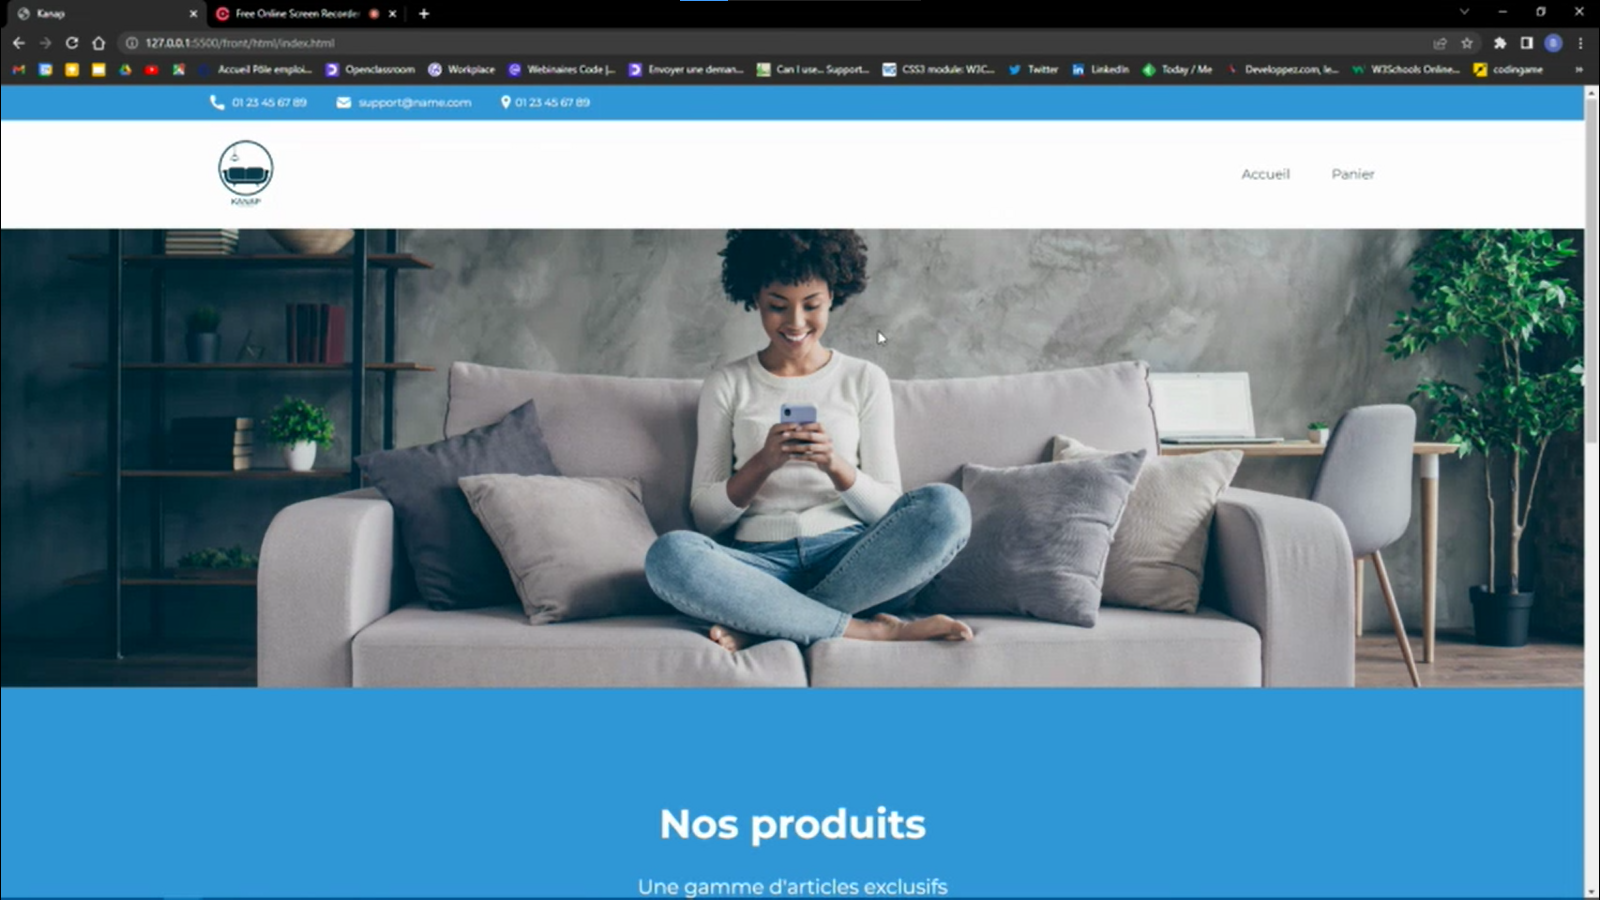 Kanap
Free Online Screen Recorder
127.0.0.1:5500/front/html/index.html
Accueil Pôle emploi... Openclassroom Workplace Webinaires Code |... Envoyer une deman... Can I use... Support... CSS3 module: W3C... Twitter LinkedIn Today / Me Developpez.com, le... W3Schools Online... codingame »
01 23 45 67 89 support@name.com 01 23 45 67 89
KANAP
Accueil Panier
Nos produits
Une gamme d'articles exclusifs